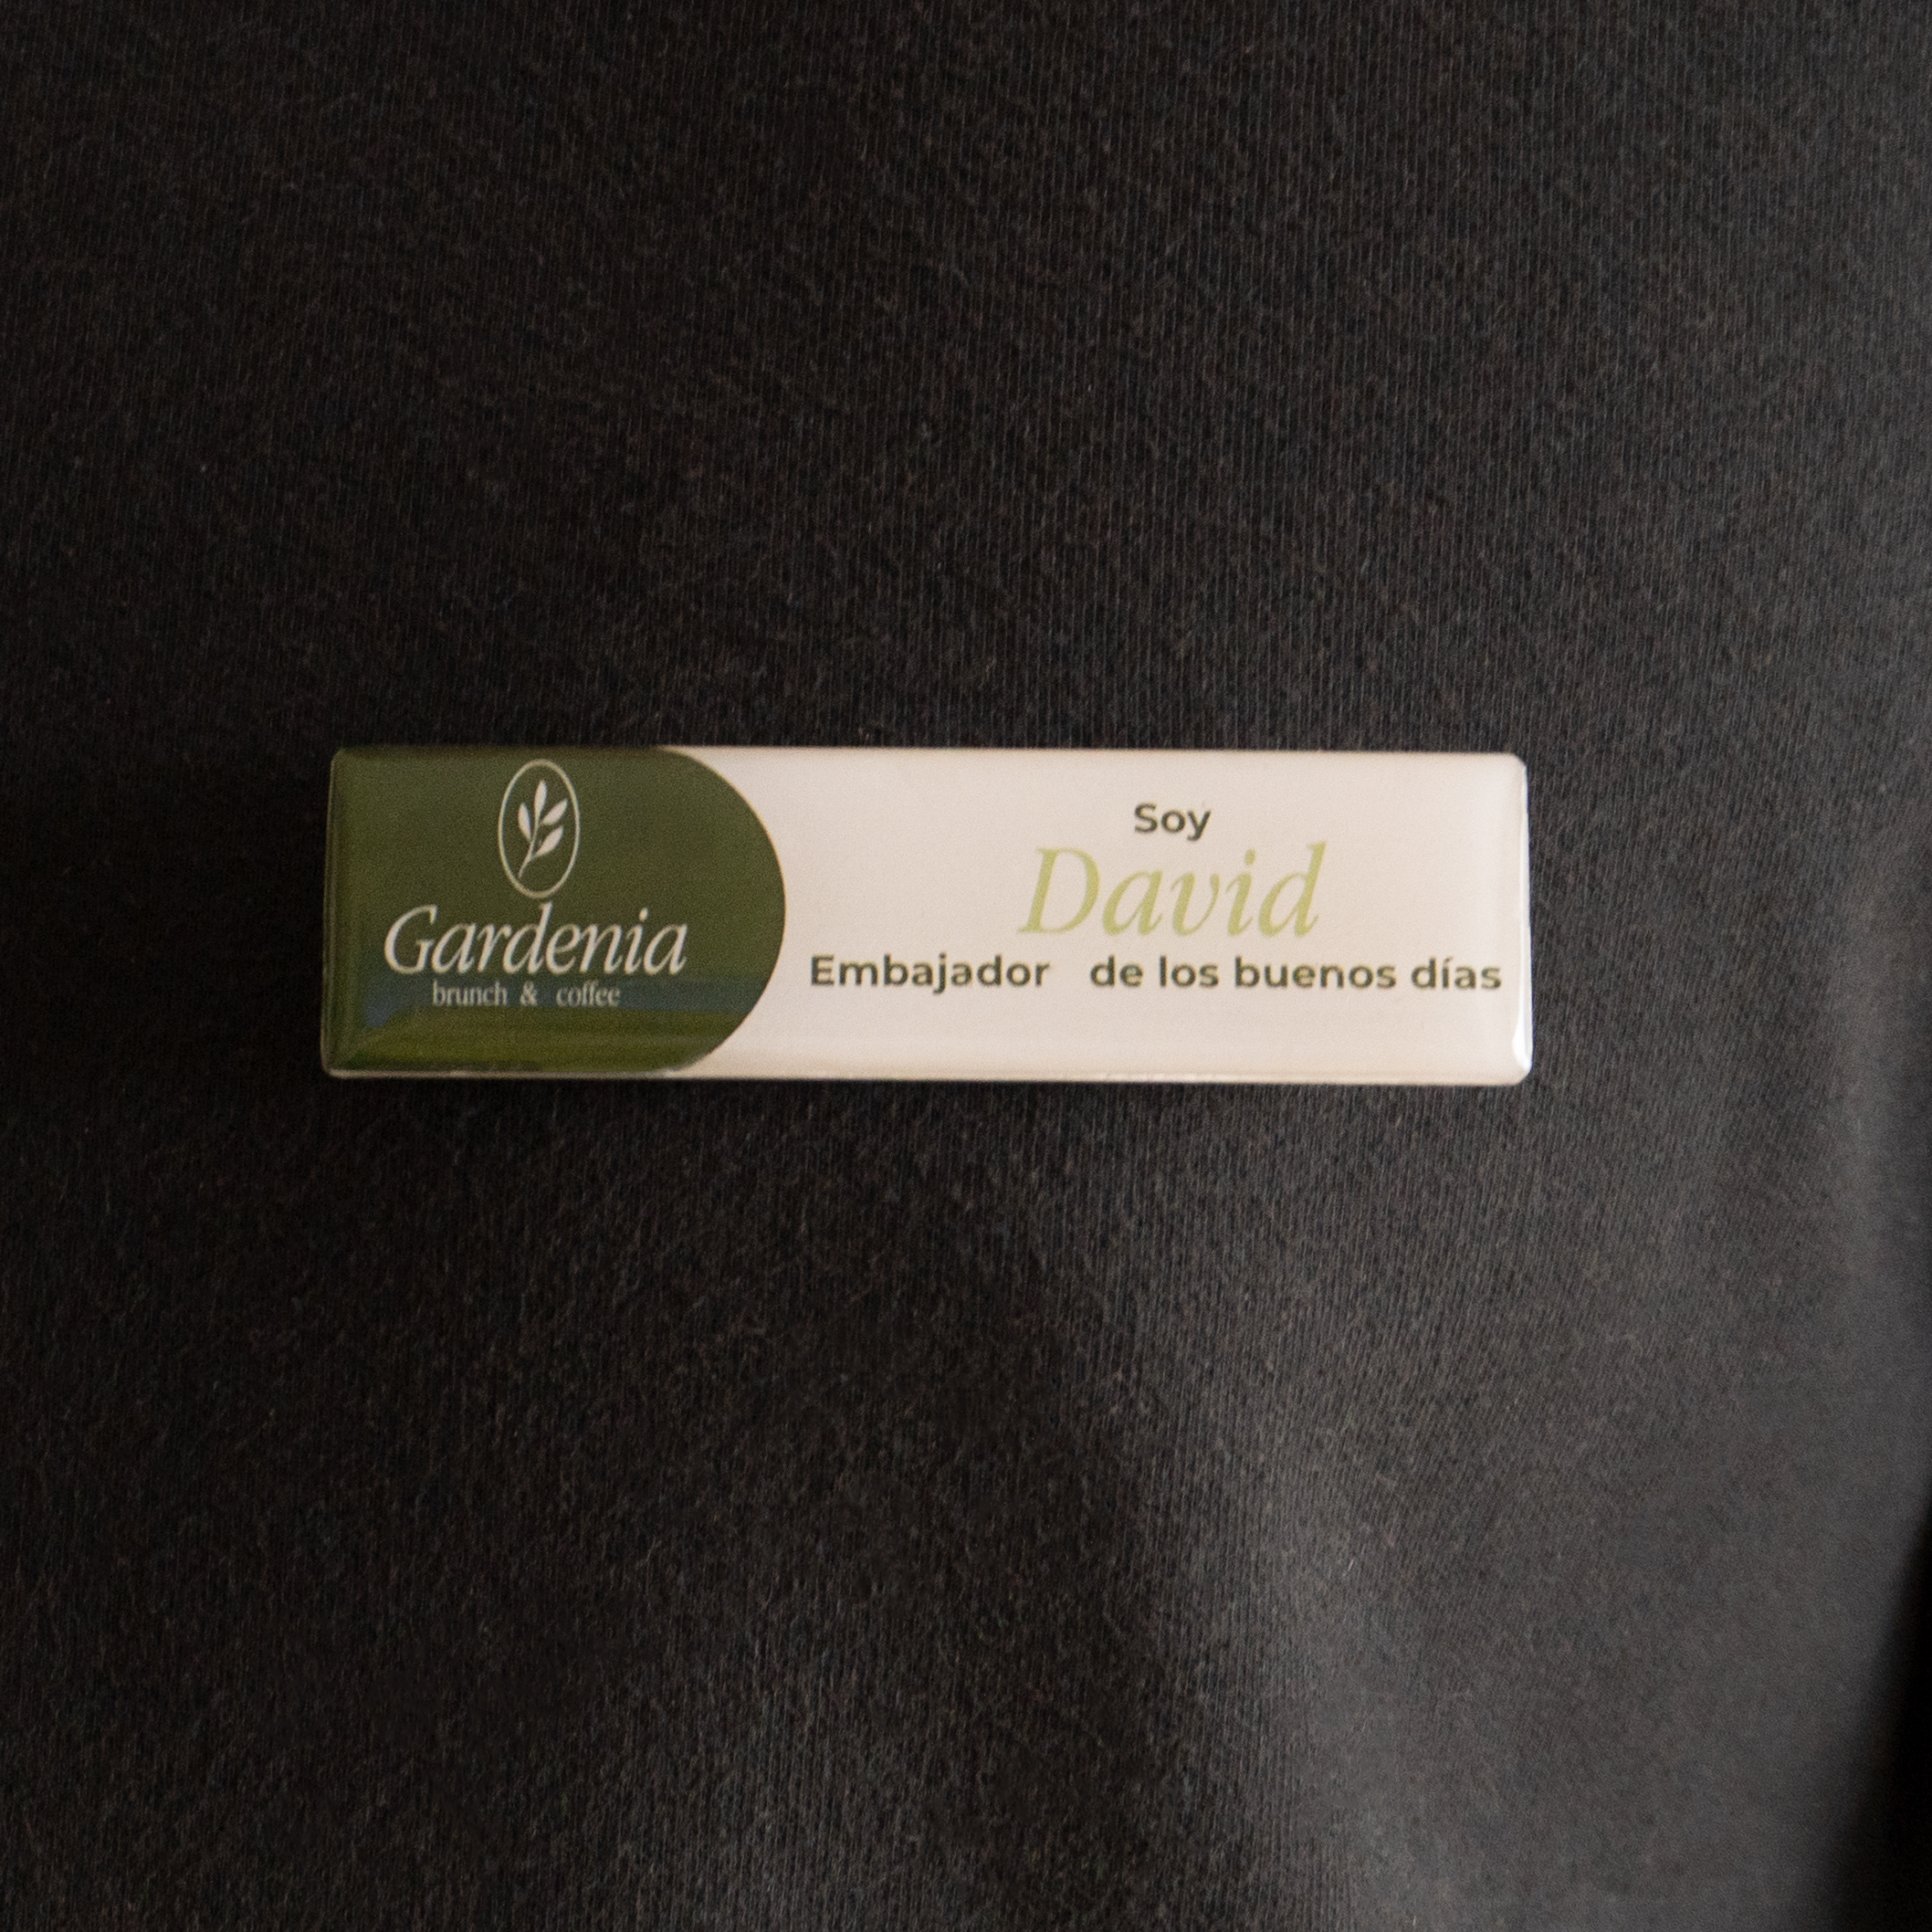 Gardenia
brunch & coffee
Soy
David
Embajador de los buenos días